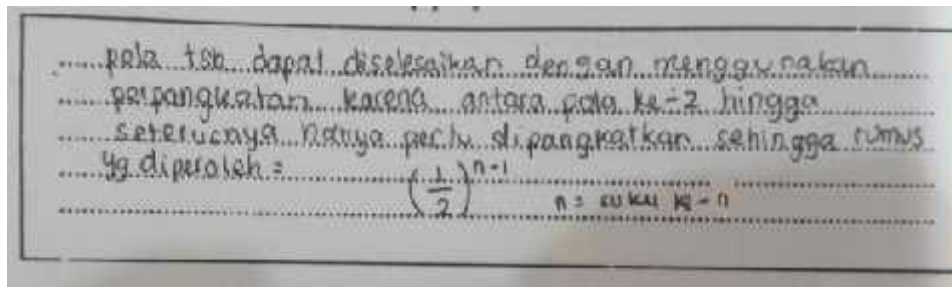 pola tsb dapat diselesaikan dengan menggunakan
perpangkatan karena antara pola ke-2 hingga
seterusnya hanya perlu dipangkatkan sehingga rumus
yg diperoleh =
(1/2)^n-1 n = suku ke-n